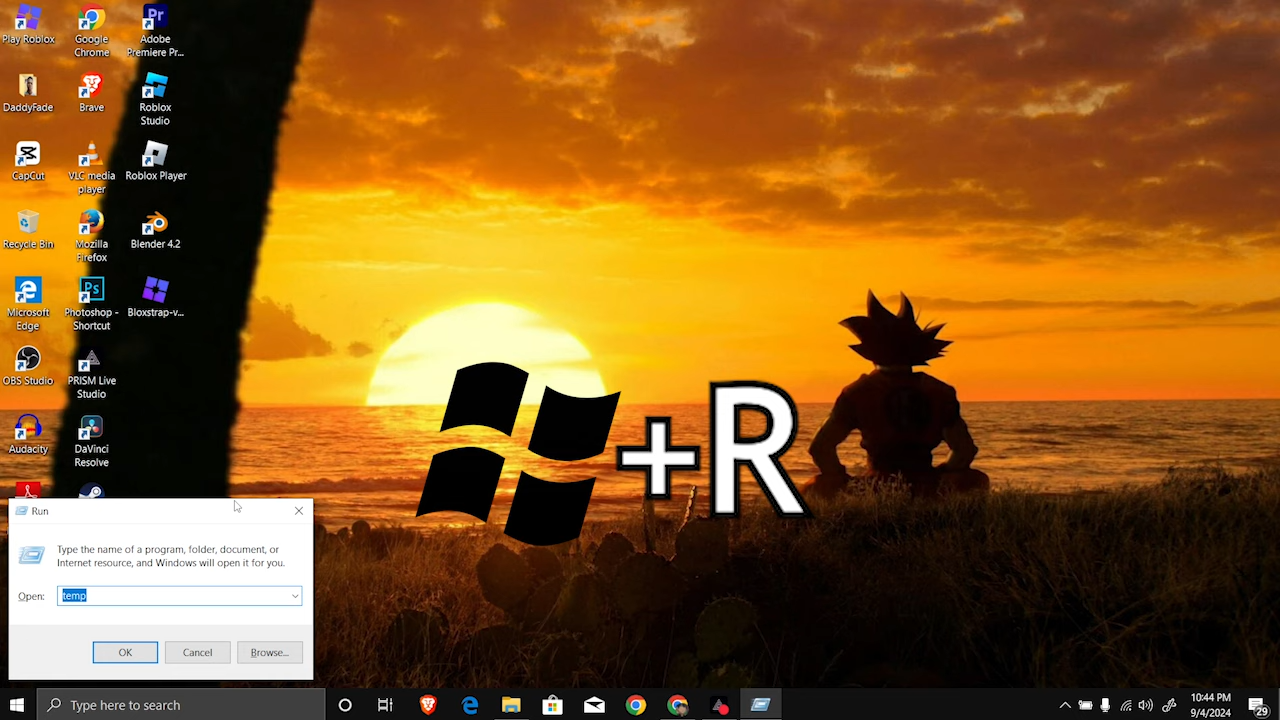 Play Roblox
Google
Chrome
Adobe
Premiere Pr...
DaddyFade
Brave
Roblox
Studio
CapCut
VLC media
player
Roblox Player
Recycle Bin
Mozilla
Firefox
Blender 4.2
Microsoft
Edge
Photoshop -
Shortcut
Bloxstrap-v...
OBS Studio
PRISM Live
Studio
Audacity
DaVinci
Resolve
+R
Run
Type the name of a program, folder, document, or
Internet resource, and Windows will open it for you.
Open: temp
OK Cancel Browse...
Type here to search
10:44 PM
9/4/2024
29